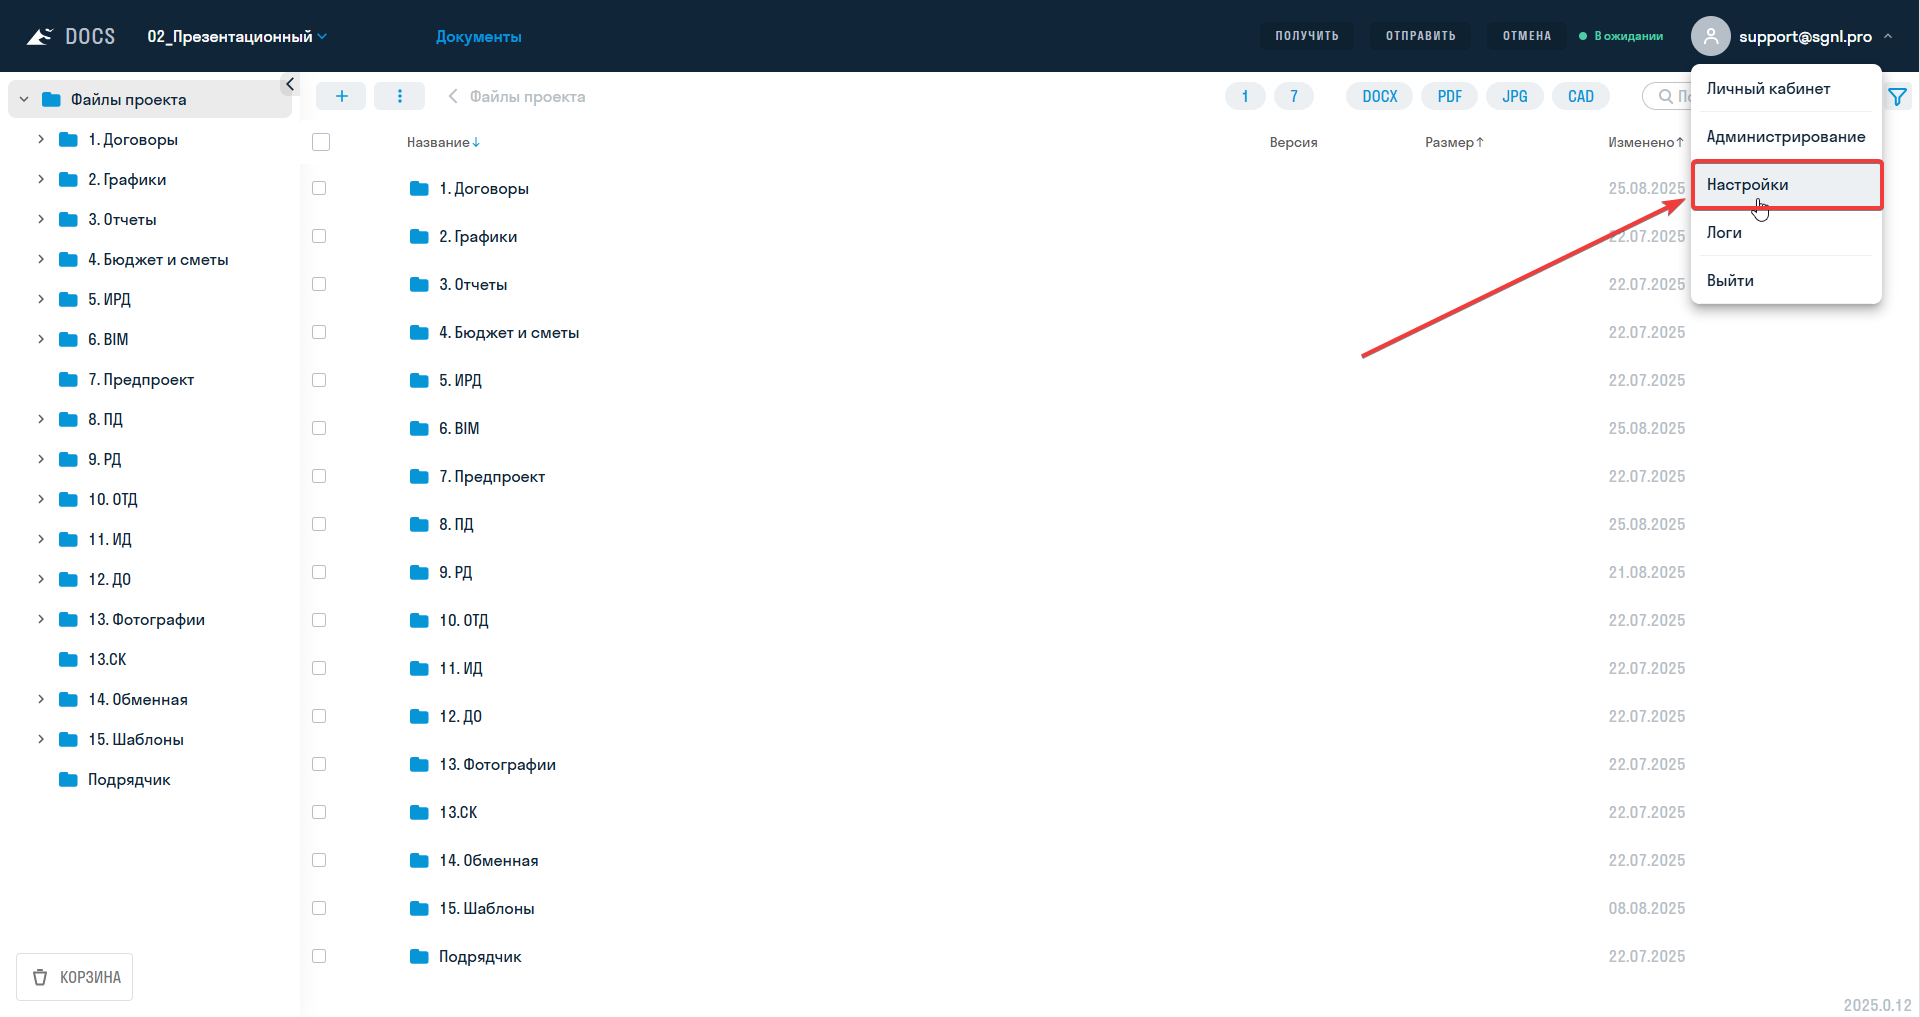 DOCS 02_Презентационный Документы ПОЛУЧИТЬ ОТПРАВИТЬ ОТМЕНА В ожидании support@sgnl.pro
Личный кабинет
Администрирование
Настройки
Логи
Выйти
Файлы проекта
1. Договоры
2. Графики
3. Отчеты
4. Бюджет и сметы
5. ИРД
6. BIM
7. Предпроект
8. ПД
9. РД
10. ОТД
11. ИД
12. ДО
13. Фотографии
13.СК
14. Обменная
15. Шаблоны
Подрядчик
КОРЗИНА
Файлы проекта 1 7 DOCX PDF JPG CAD
Название Версия Размер Изменено
1. Договоры 25.08.2025
2. Графики 22.07.2025
3. Отчеты 22.07.2025
4. Бюджет и сметы 22.07.2025
5. ИРД 22.07.2025
6. BIM 25.08.2025
7. Предпроект 22.07.2025
8. ПД 25.08.2025
9. РД 21.08.2025
10. ОТД 22.07.2025
11. ИД 22.07.2025
12. ДО 22.07.2025
13. Фотографии 22.07.2025
13.СК 22.07.2025
14. Обменная 22.07.2025
15. Шаблоны 08.08.2025
Подрядчик 22.07.2025
2025.0.12